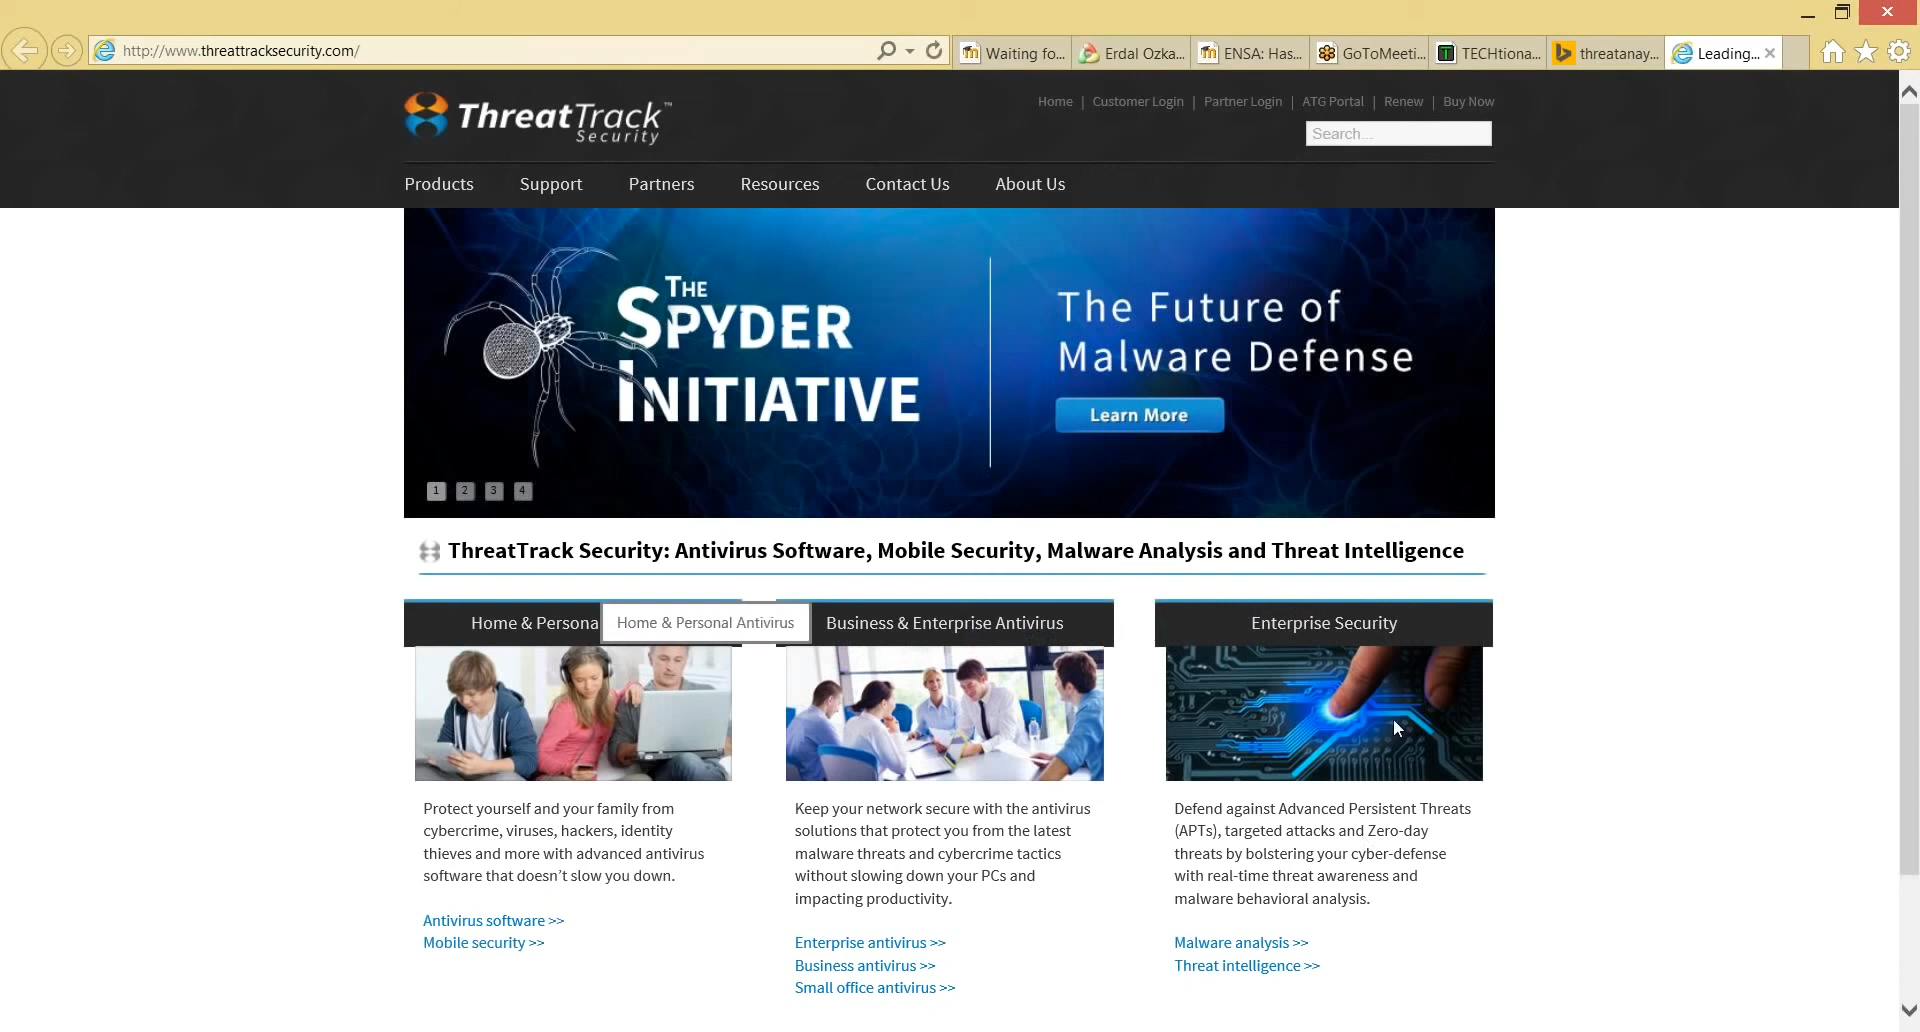 http://www.threattracksecurity.com/
Waiting fo...
Erdal Ozka...
ENSA: Has...
GoToMeeti...
TECHtiona...
threatanay...
Leading...
ThreatTrack™
Security
Home | Customer Login | Partner Login | ATG Portal | Renew | Buy Now
Search...
Products Support Partners Resources Contact Us About Us
THE
SPYDER
INITIATIVE
The Future of
Malware Defense
Learn More
1 2 3 4
ThreatTrack Security: Antivirus Software, Mobile Security, Malware Analysis and Threat Intelligence
Home & Persona
Home & Personal Antivirus
Protect yourself and your family from
cybercrime, viruses, hackers, identity
thieves and more with advanced antivirus
software that doesn't slow you down.
Antivirus software >>
Mobile security >>
Business & Enterprise Antivirus
Keep your network secure with the antivirus
solutions that protect you from the latest
malware threats and cybercrime tactics
without slowing down your PCs and
impacting productivity.
Enterprise antivirus >>
Business antivirus >>
Small office antivirus >>
Enterprise Security
Defend against Advanced Persistent Threats
(APTs), targeted attacks and Zero-day
threats by bolstering your cyber-defense
with real-time threat awareness and
malware behavioral analysis.
Malware analysis >>
Threat intelligence >>